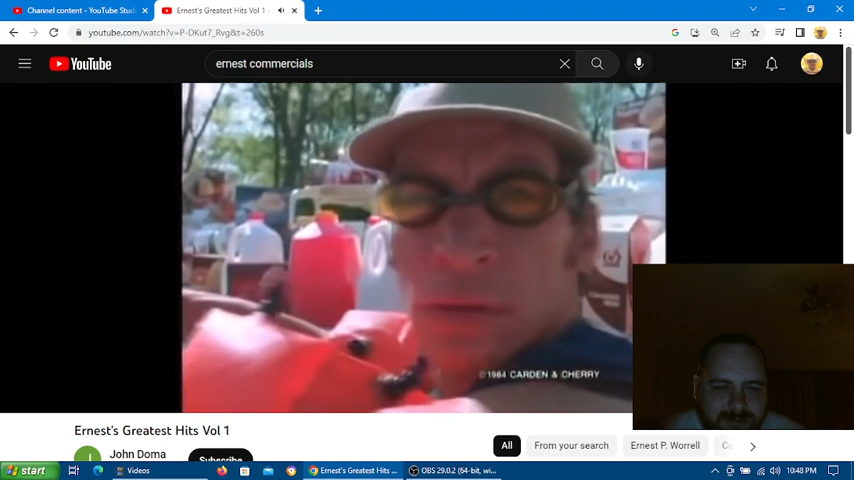 Channel content - YouTube Studi
Ernest's Greatest Hits Vol 1 -
youtube.com/watch?v=P-DKut7_Rvg&t=260s
YouTube
ernest commercials
©1984 CARDEN & CHERRY
Ernest's Greatest Hits Vol 1
John Doma
Subscribe
All
From your search
Ernest P. Worrell
start
Videos
Ernest's Greatest Hits ...
OBS 29.0.2 (64-bit, wi...
10:48 PM